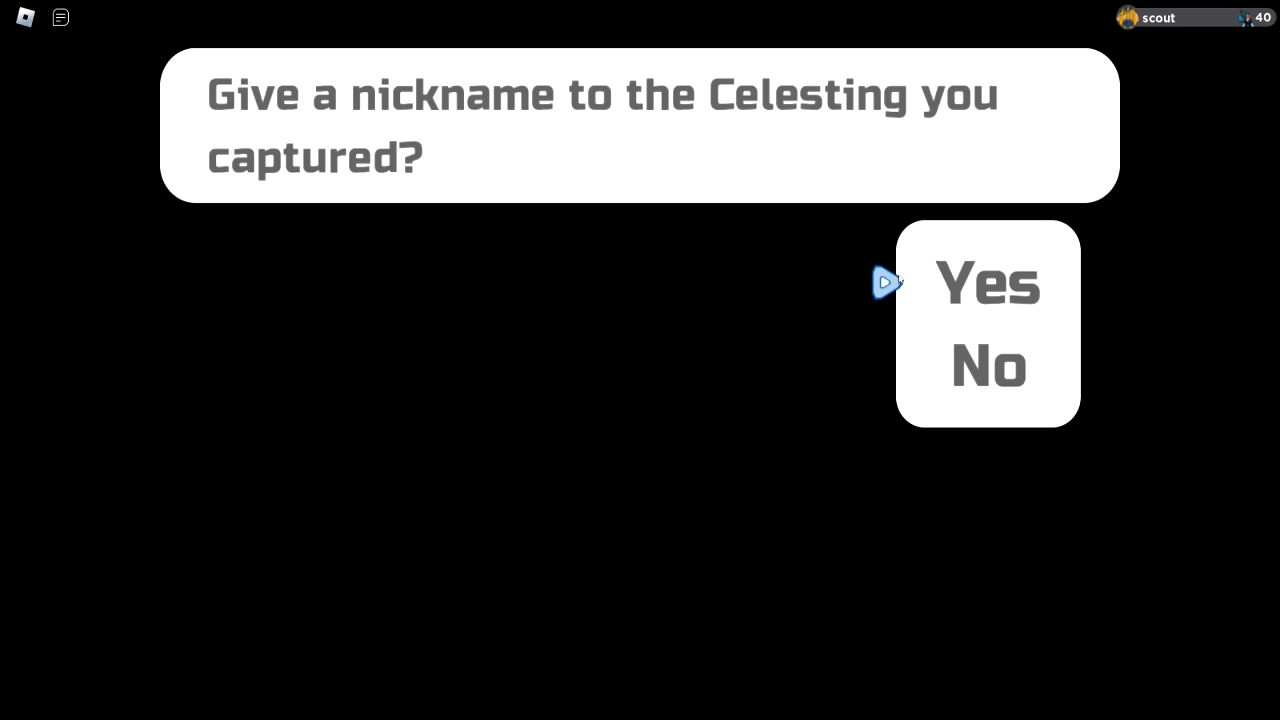 scout 40
Give a nickname to the Celesting you
captured?
Yes
No